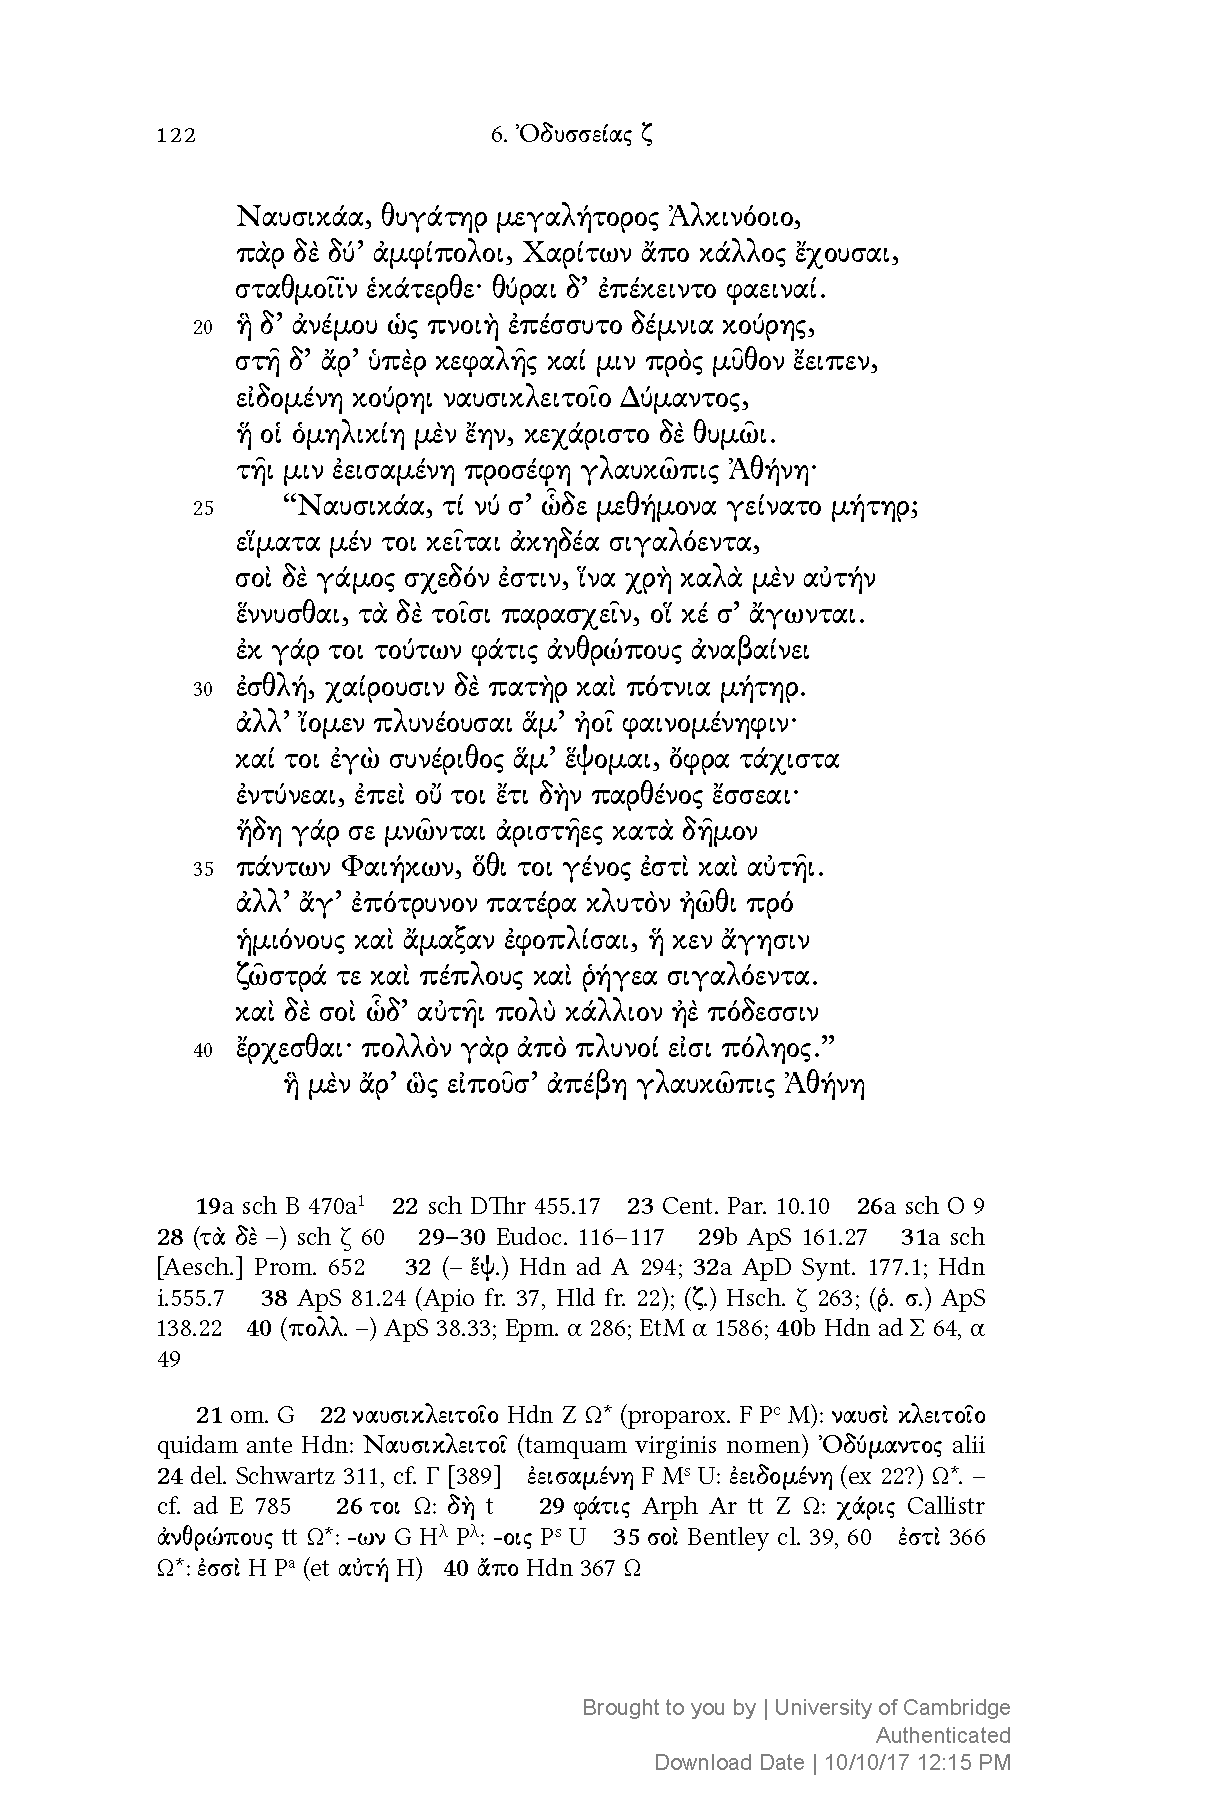 122 6. Ὀδυσσείας ζ
Ναυσικάα, θυγάτηρ μεγαλήτορος Ἀλκινόοιο,
πὰρ δὲ δύ’ ἀμφίπολοι, Χαρίτων ἄπο κάλλος ἔχουσαι,
σταθμοῖϊν ἑκάτερθε· θύραι δ’ ἐπέκειντο φαειναί.
20 ἣ δ’ ἀνέμου ὡς πνοιὴ ἐπέσσυτο δέμνια κούρης,
στῆ δ’ ἄρ’ ὑπὲρ κεφαλῆς καί μιν πρὸς μῦθον ἔειπεν,
εἰδομένη κούρηι ναυσικλειτοῖο Δύμαντος,
ἥ οἱ ὁμηλικίη μὲν ἔην, κεχάριστο δὲ θυμῶι.
τῆι μιν ἐεισαμένη προσέφη γλαυκῶπις Ἀθήνη·
25 “Ναυσικάα, τί νύ σ’ ὧδε μεθήμονα γείνατο μήτηρ;
εἵματα μέν τοι κεῖται ἀκηδέα σιγαλόεντα,
σοὶ δὲ γάμος σχεδόν ἐστιν, ἵνα χρὴ καλὰ μὲν αὐτήν
ἕννυσθαι, τὰ δὲ τοῖσι παρασχεῖν, οἵ κέ σ’ ἄγωνται.
ἐκ γάρ τοι τούτων φάτις ἀνθρώπους ἀναβαίνει
30 ἐσθλή, χαίρουσιν δὲ πατὴρ καὶ πότνια μήτηρ.
ἀλλ’ ἴομεν πλυνέουσαι ἅμ’ ἠοῖ φαινομένηφιν·
καί τοι ἐγὼ συνέριθος ἅμ’ ἕψομαι, ὄφρα τάχιστα
ἐντύνεαι, ἐπεὶ οὔ τοι ἔτι δὴν παρθένος ἔσσεαι·
ἤδη γάρ σε μνῶνται ἀριστῆες κατὰ δῆμον
35 πάντων Φαιήκων, ὅθι τοι γένος ἐστὶ καὶ αὐτῆι.
ἀλλ’ ἄγ’ ἐπότρυνον πατέρα κλυτὸν ἠῶθι πρό
ἡμιόνους καὶ ἄμαξαν ἐφοπλίσαι, ἥ κεν ἄγησιν
ζῶστρά τε καὶ πέπλους καὶ ῥήγεα σιγαλόεντα.
καὶ δὲ σοὶ ὧδ’ αὐτῆι πολὺ κάλλιον ἠὲ πόδεσσιν
40 ἔρχεσθαι· πολλὸν γὰρ ἀπὸ πλυνοί εἰσι πόληος.”
ἣ μὲν ἄρ’ ὣς εἰποῦσ’ ἀπέβη γλαυκῶπις Ἀθήνη
19a sch B 470a¹ 22 sch DThr 455.17 23 Cent. Par. 10.10 26a sch O 9
28 (τὰ δὲ –) sch ζ 60 29–30 Eudoc. 116–117 29b ApS 161.27 31a sch
[Aesch.] Prom. 652 32 (– ἕψ.) Hdn ad A 294; 32a ApD Synt. 177.1; Hdn
i.555.7 38 ApS 81.24 (Apio fr. 37, Hld fr. 22); (ζ.) Hsch. ζ 263; (ῥ. σ.) ApS
138.22 40 (πολλ. –) ApS 38.33; Epm. α 286; EtM α 1586; 40b Hdn ad Σ 64, α
49
21 om. G 22 ναυσικλειτοῖο Hdn Z Ω* (proparox. F Pᶜ M): ναυσὶ κλειτοῖο
quidam ante Hdn: Ναυσικλειτοῖ (tamquam virginis nomen) Ὀδύμαντος alii
24 del. Schwartz 311, cf. Γ [389] ἐεισαμένη F Mˢ U: ἐειδομένη (ex 22?) Ω*. –
cf. ad E 785 26 τοι Ω: δὴ t 29 φάτις Arph Ar tt Z Ω: χάρις Callistr
ἀνθρώπους tt Ω*: -ων G Hλ Pλ: -οις Pˢ U 35 σοὶ Bentley cl. 39, 60 ἐστὶ 366
Ω*: ἐσσὶ H Pᵃ (et αὐτή H) 40 ἄπο Hdn 367 Ω
Brought to you by | University of Cambridge
Authenticated
Download Date | 10/10/17 12:15 PM